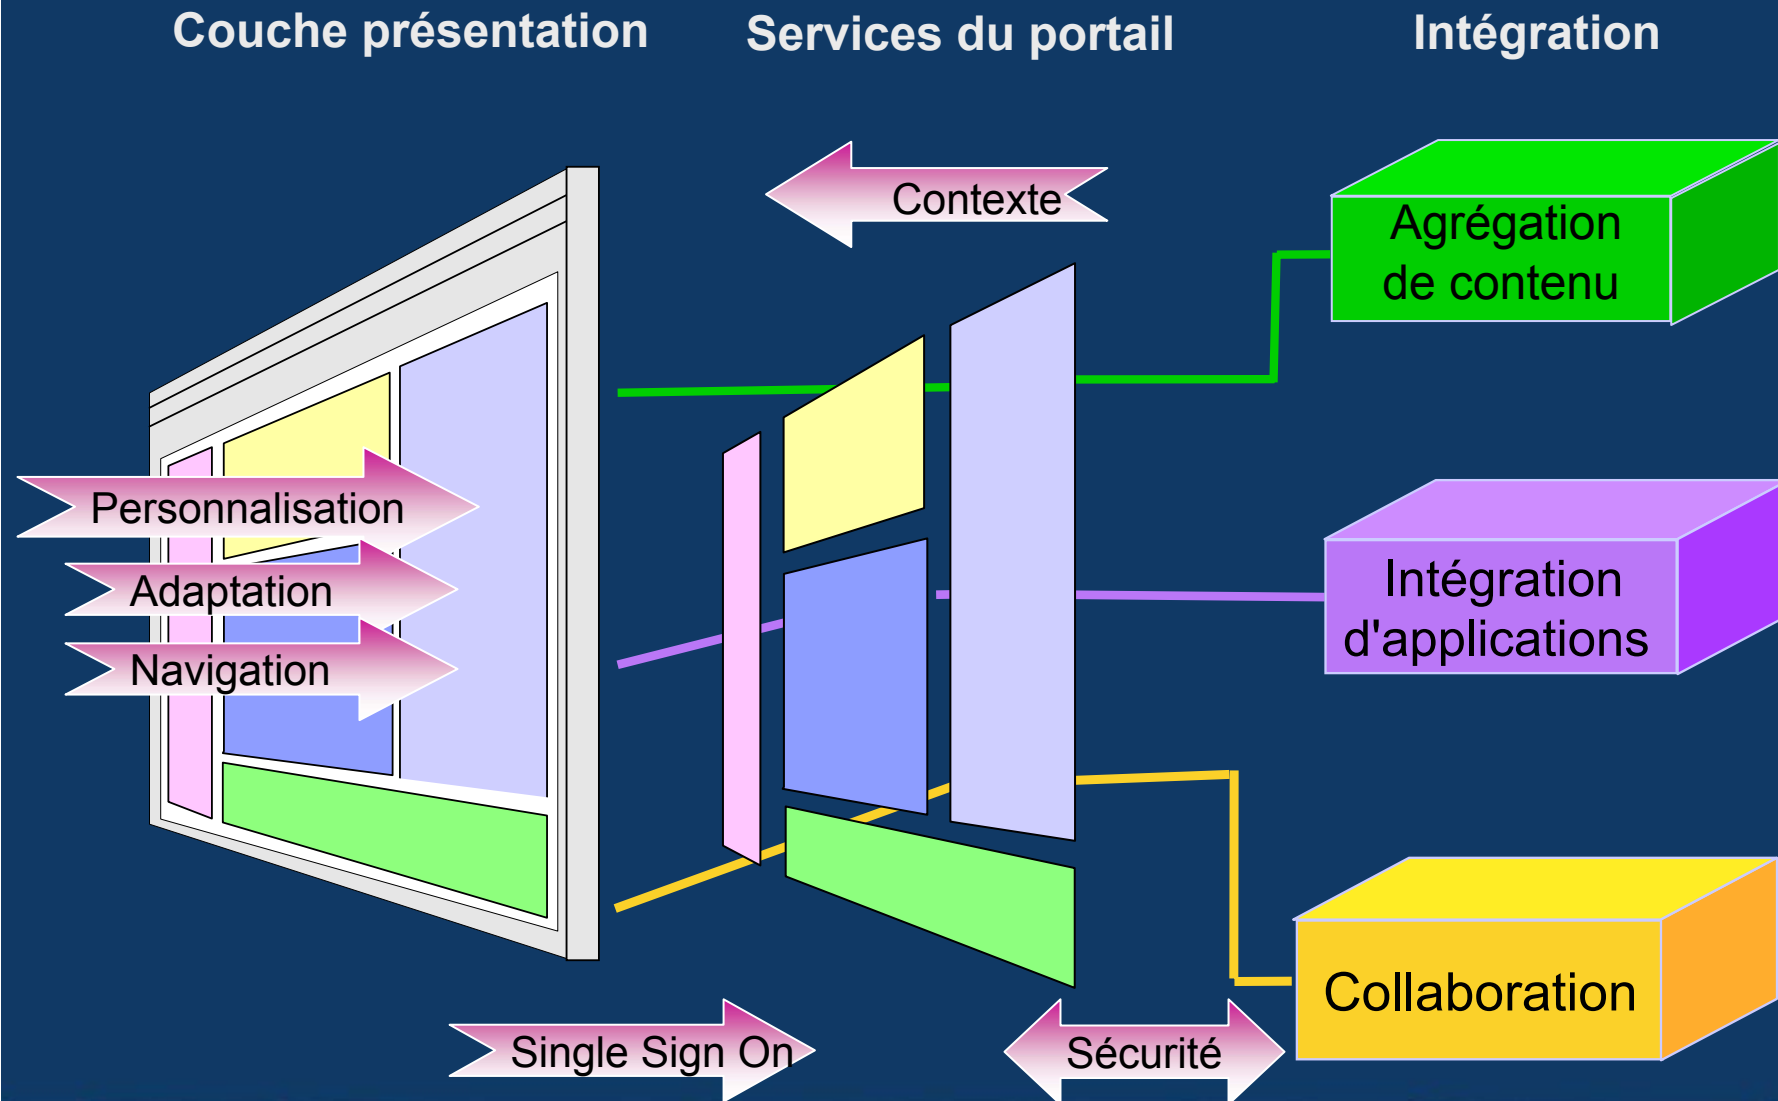 Couche présentation
Services du portail
Intégration
Contexte
Agrégation
de contenu
Personnalisation
Adaptation
Navigation
Intégration
d'applications
Collaboration
Single Sign On
Sécurité